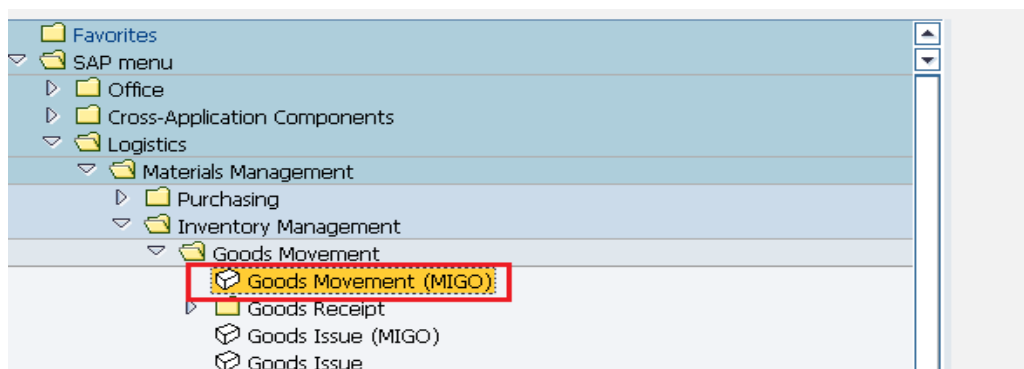 Favorites
SAP menu
Office
Cross-Application Components
Logistics
Materials Management
Purchasing
Inventory Management
Goods Movement
Goods Movement (MIGO)
Goods Receipt
Goods Issue (MIGO)
Goods Issue